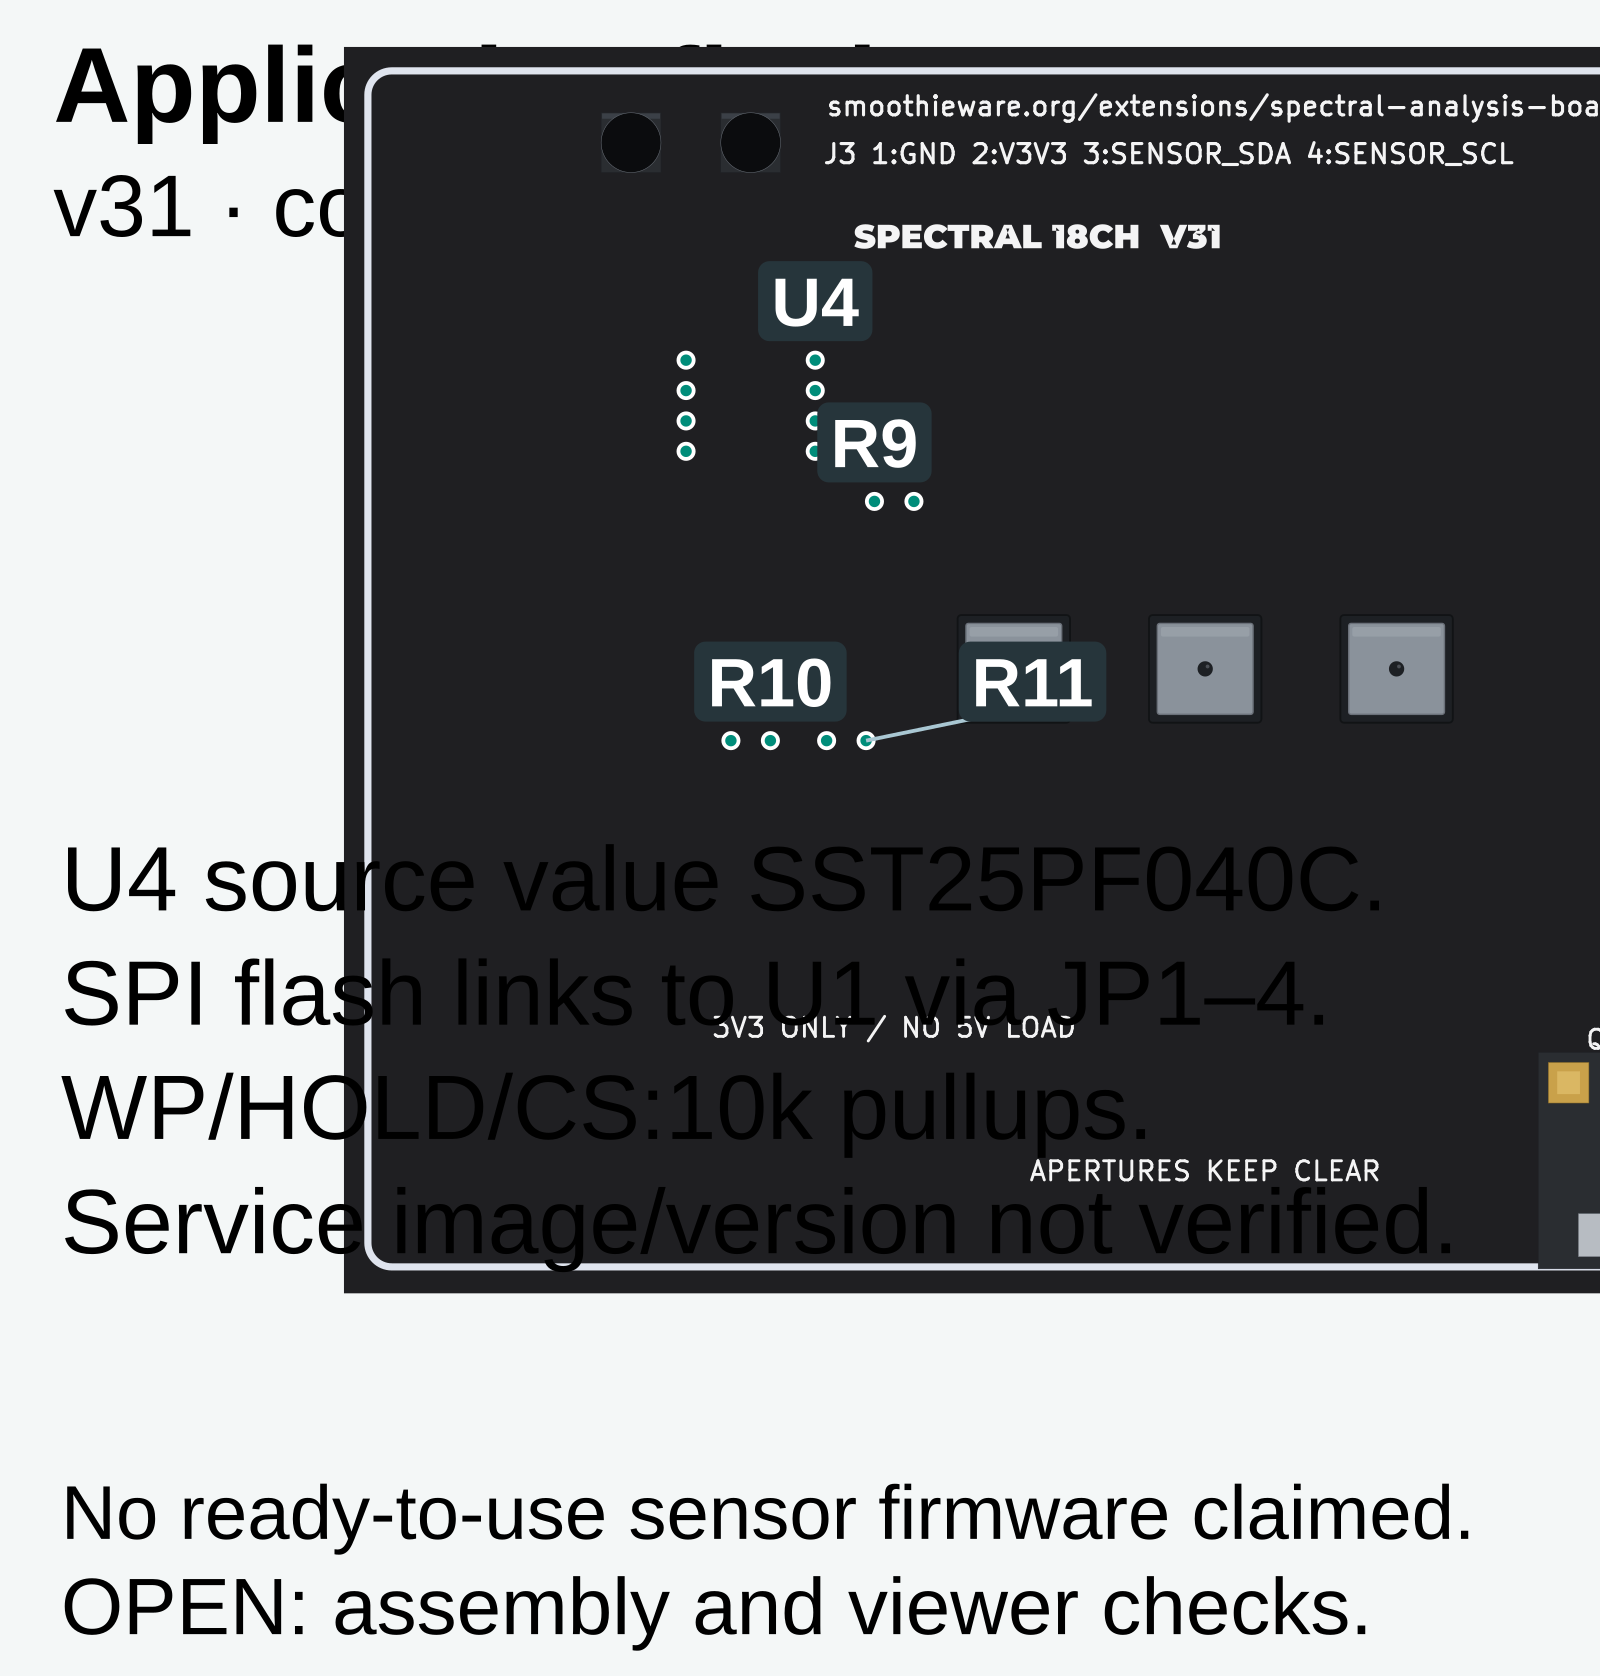 smoothieware.org/extensions/spectral-analysis-boa
J3 1:GND 2:V3V3 3:SENSOR_SDA 4:SENSOR_SCL
v31 ·
SPECTRAL 18CH V31
U4
R9
R10 R11
U4 source value SST25PF040C.
SPI flash links to U1 via JP1–4.
3V3 ONLY / NO 5V LOAD
WP/HOLD/CS:10k pullups.
APERTURES KEEP CLEAR
Service image/version not verified.
No ready-to-use sensor firmware claimed.
OPEN: assembly and viewer checks.